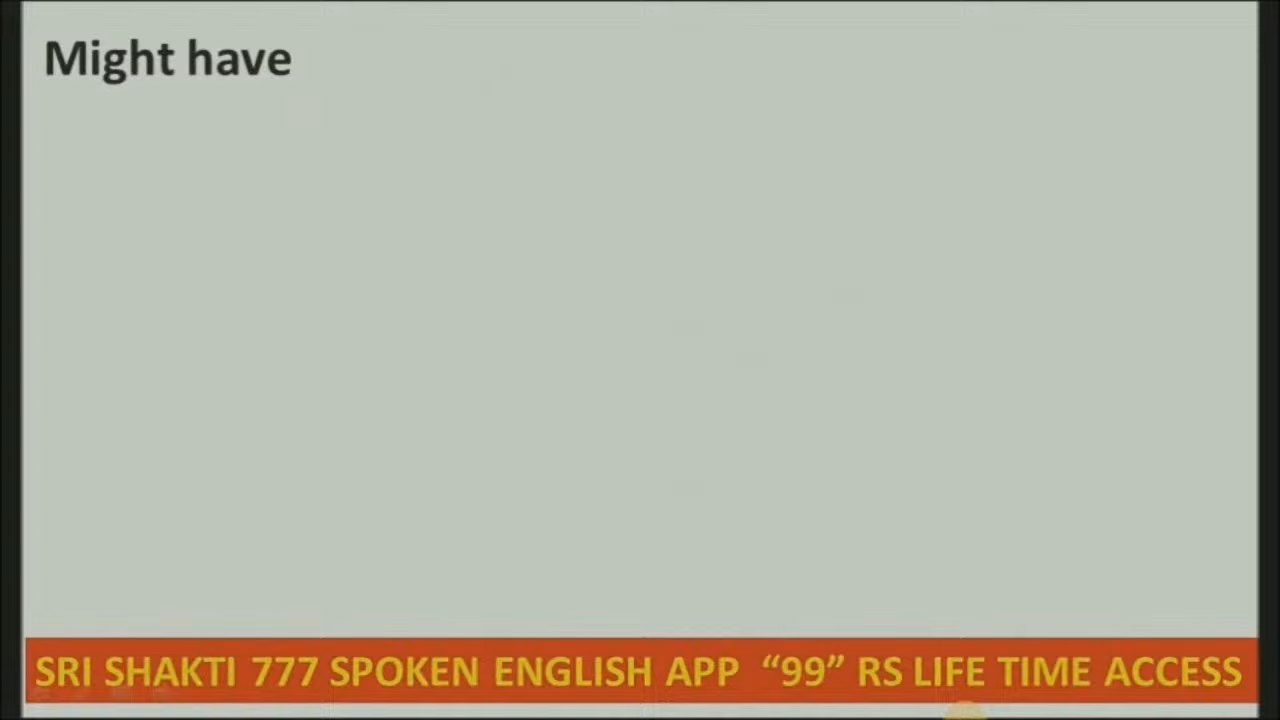 Might have
SRI SHAKTI 777 SPOKEN ENGLISH APP “99” RS LIFE TIME ACCESS